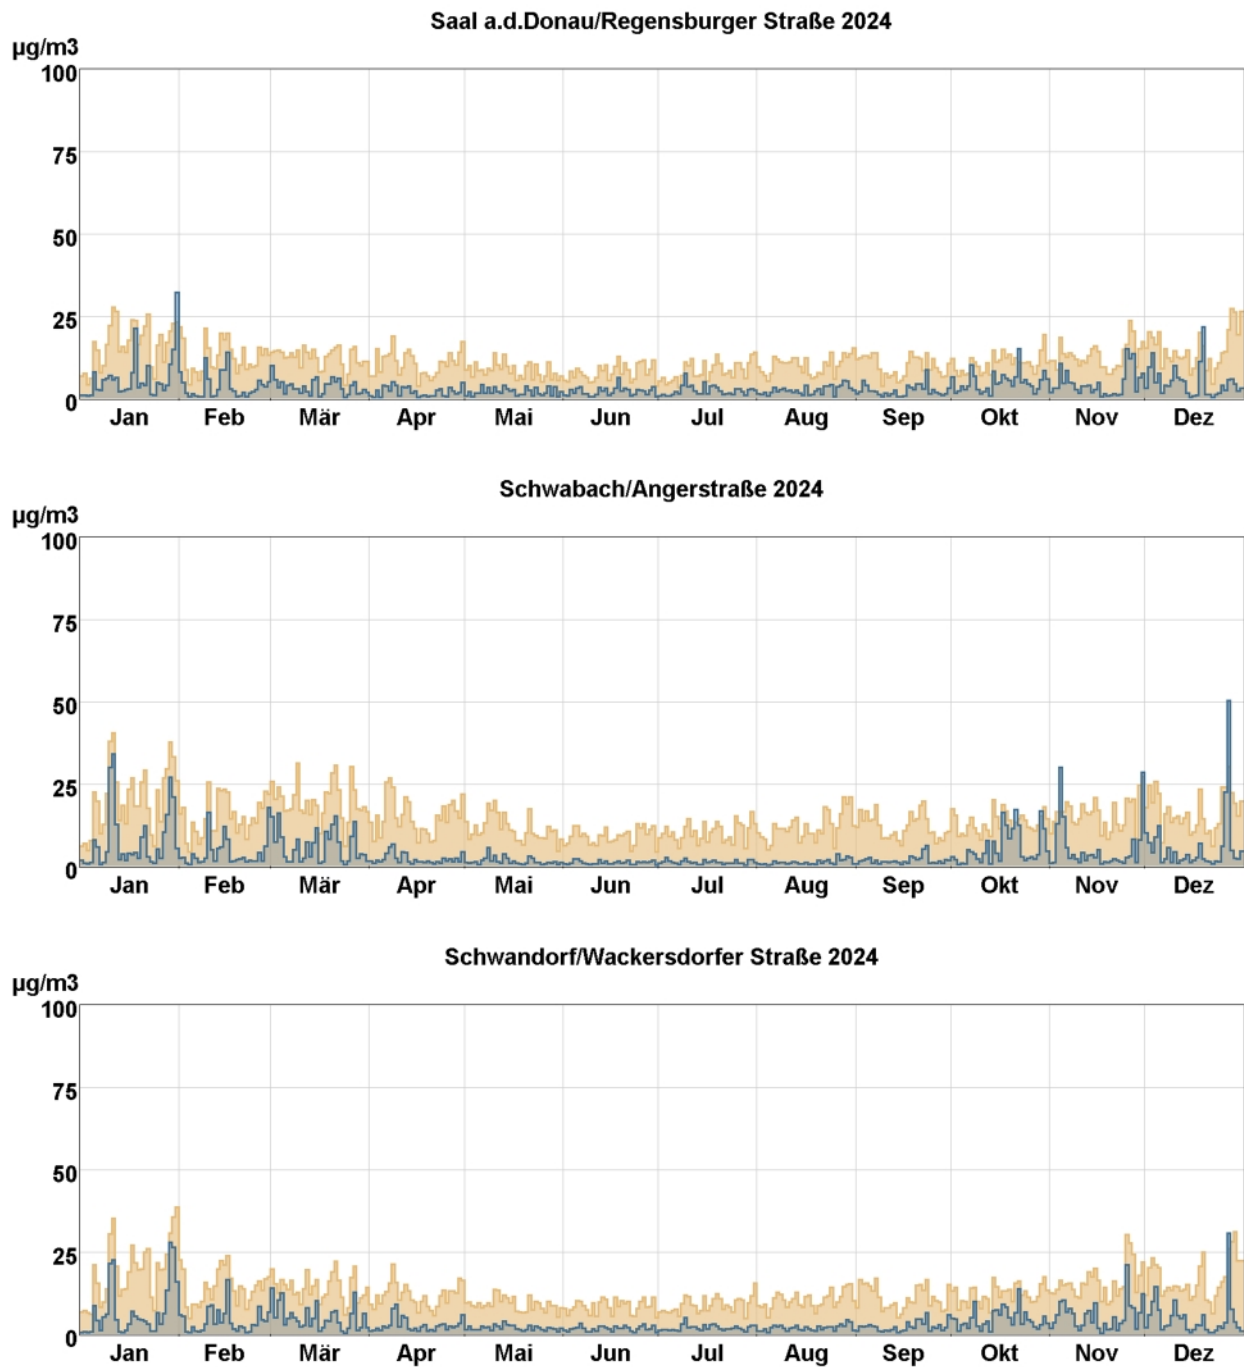 Saal a.d.Donau/Regensburger Straße 2024
µg/m3
100
75
50
25
0
Jan Feb Mär Apr Mai Jun Jul Aug Sep Okt Nov Dez
Schwabach/Angerstraße 2024
µg/m3
100
75
50
25
0
Jan Feb Mär Apr Mai Jun Jul Aug Sep Okt Nov Dez
Schwandorf/Wackersdorfer Straße 2024
µg/m3
100
75
50
25
0
Jan Feb Mär Apr Mai Jun Jul Aug Sep Okt Nov Dez